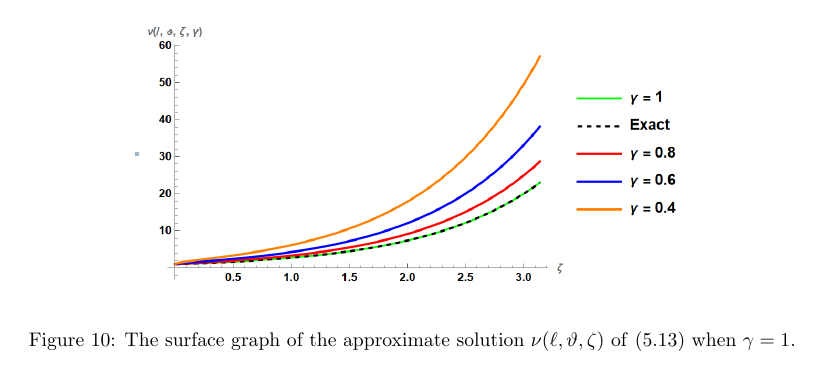 ν(l, ϑ, ζ, γ)
60
50
40
30
20
10
0.5 1.0 1.5 2.0 2.5 3.0 ζ
γ = 1
Exact
γ = 0.8
γ = 0.6
γ = 0.4
Figure 10: The surface graph of the approximate solution ν(ℓ, ϑ, ζ) of (5.13) when γ = 1.